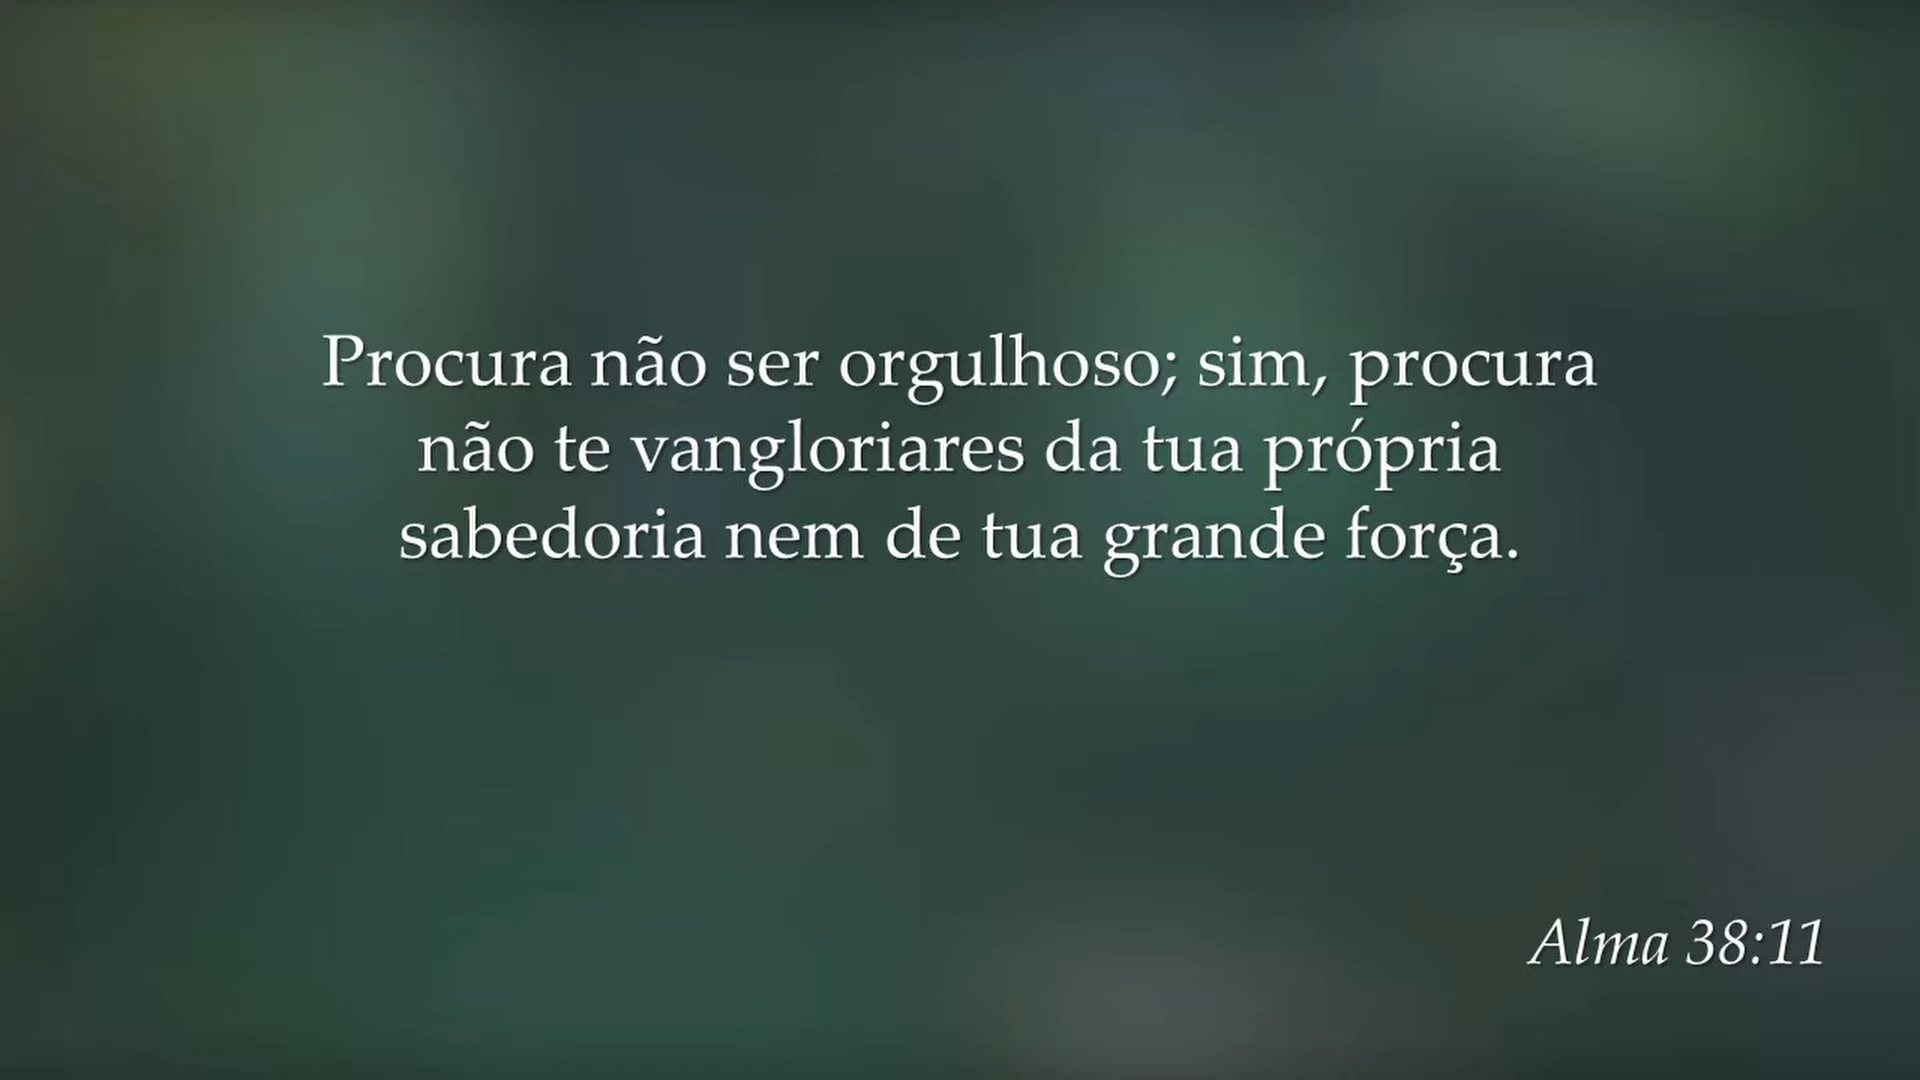 Procura não ser orgulhoso; sim, procura
não te vangloriares da tua própria
sabedoria nem de tua grande força.
Alma 38:11